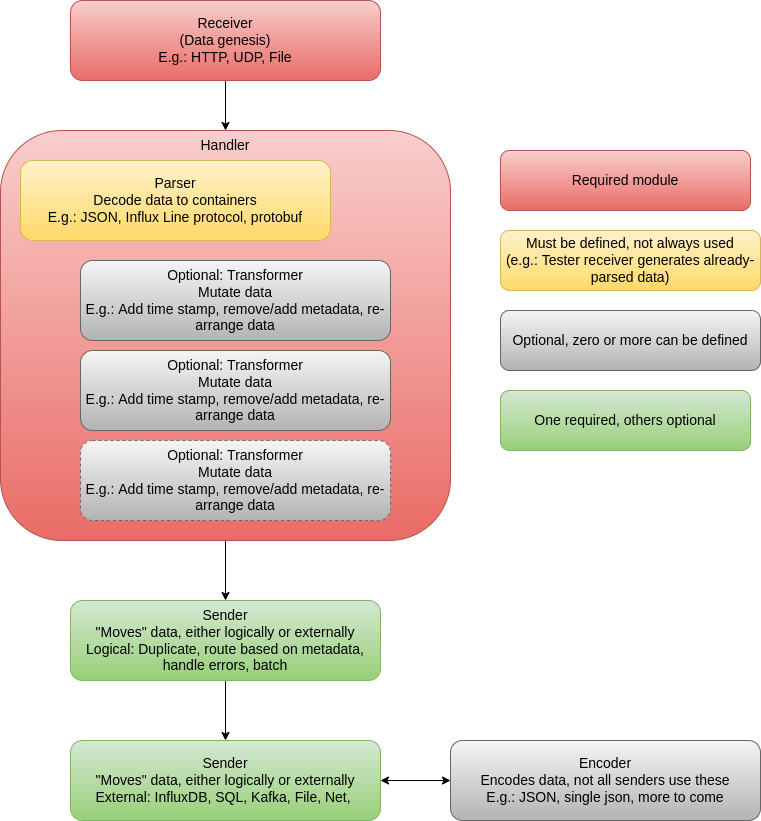 Receiver
(Data genesis)
E.g.: HTTP, UDP, File
Handler
Parser
Decode data to containers
E.g.: JSON, Influx Line protocol, protobuf
Optional: Transformer
Mutate data
E.g.: Add time stamp, remove/add metadata, re-
arrange data
Optional: Transformer
Mutate data
E.g.: Add time stamp, remove/add metadata, re-
arrange data
Optional: Transformer
Mutate data
E.g.: Add time stamp, remove/add metadata, re-
arrange data
Sender
"Moves" data, either logically or externally
Logical: Duplicate, route based on metadata,
handle errors, batch
Sender
"Moves" data, either logically or externally
External: InfluxDB, SQL, Kafka, File, Net,
Encoder
Encodes data, not all senders use these
E.g.: JSON, single json, more to come
Required module
Must be defined, not always used
(e.g.: Tester receiver generates already-
parsed data)
Optional, zero or more can be defined
One required, others optional